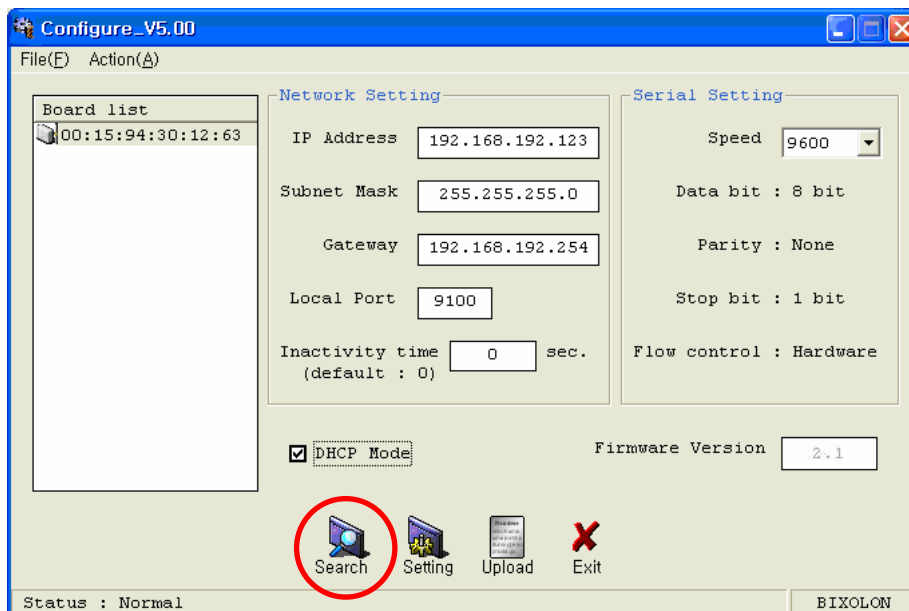 Configure_V5.00
File(F) Action(A)
Board list
00:15:94:30:12:63
Network Setting
IP Address 192.168.192.123
Subnet Mask 255.255.255.0
Gateway 192.168.192.254
Local Port 9100
Inactivity time 0 sec.
(default : 0)
Serial Setting
Speed 9600
Data bit : 8 bit
Parity : None
Stop bit : 1 bit
Flow control : Hardware
DHCP Mode
Firmware Version 2.1
Search Setting Upload Exit
Status : Normal
BIXOLON